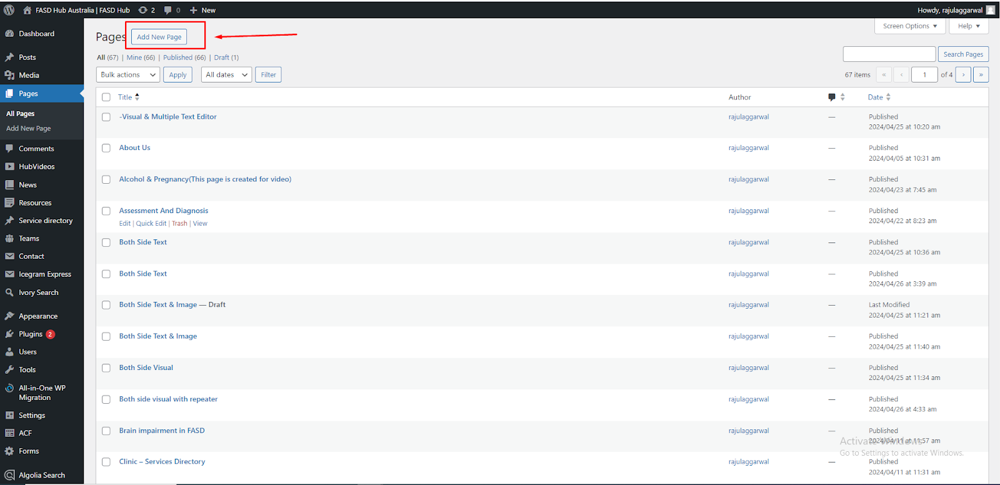 FASD Hub Australia | FASD Hub 2 0 + New Howdy, rajulaggarwal
Screen Options ▼ Help ▼
Dashboard
Posts
Media
Pages
All Pages
Add New Page
Comments
HubVideos
News
Resources
Service directory
Teams
Contact
Icegram Express
Ivory Search
Appearance
Plugins 2
Users
Tools
All-in-One WP
Migration
Settings
ACF
Forms
Algolia Search
Pages Add New Page
All (67) | Mine (66) | Published (66) | Draft (1)
Search Pages
Bulk actions Apply All dates Filter
67 items « ‹ 1 of 4 › »
Title Author Date
-Visual & Multiple Text Editor rajulaggarwal — Published
2024/04/25 at 10:20 am
About Us rajulaggarwal — Published
2024/04/05 at 10:31 am
Alcohol & Pregnancy(This page is created for video) rajulaggarwal — Published
2024/04/23 at 7:45 am
Assessment And Diagnosis rajulaggarwal — Published
Edit | Quick Edit | Trash | View 2024/04/22 at 8:23 am
Both Side Text rajulaggarwal — Published
2024/04/25 at 10:36 am
Both Side Text rajulaggarwal — Published
2024/04/26 at 3:39 am
Both Side Text & Image — Draft rajulaggarwal — Last Modified
2024/04/25 at 11:21 am
Both Side Text & Image rajulaggarwal — Published
2024/04/25 at 11:40 am
Both Side Visual rajulaggarwal — Published
2024/04/25 at 11:34 am
Both side visual with repeater rajulaggarwal — Published
2024/04/26 at 4:33 am
Brain impairment in FASD rajulaggarwal — Published
2024/04/11 at 11:57 am
Activate Windows
Go to Settings to activate Windows.
Clinic – Services Directory rajulaggarwal — Published
2024/04/11 at 11:31 am